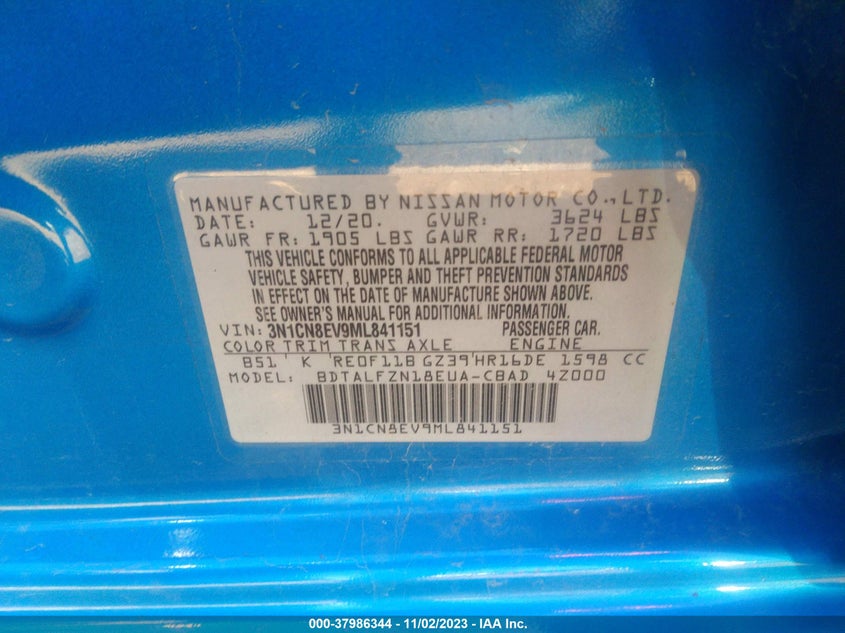 MANUFACTURED BY NISSAN MOTOR CO.,LTD.
DATE: 12/20. GVWR: 3624 LBS
GAWR FR: 1905 LBS GAWR RR: 1720 LBS
THIS VEHICLE CONFORMS TO ALL APPLICABLE FEDERAL MOTOR
VEHICLE SAFETY, BUMPER AND THEFT PREVENTION STANDARDS
IN EFFECT ON THE DATE OF MANUFACTURE SHOWN ABOVE.
SEE OWNER'S MANUAL FOR ADDITIONAL INFORMATION.
VIN: 3N1CN8EV9ML841151 PASSENGER CAR.
COLOR TRIM TRANS AXLE ENGINE
B51 K RE0F11B GZ39 HR16DE 1598 CC
MODEL: BDTALFZN18EUA-CBAD 4Z000
3N1CN8EV9ML841151
000-37986344 - 11/02/2023 - IAA Inc.